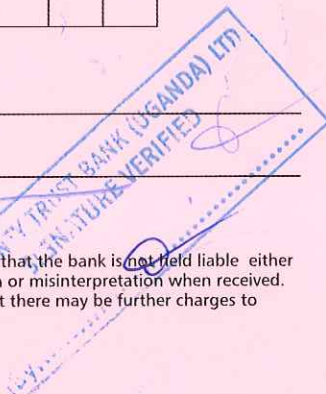 TRUST BANK (UGANDA) LTD
SIGNATURE VERIFIED
that the bank is not held liable either
or misinterpretation when received.
t there may be further charges to